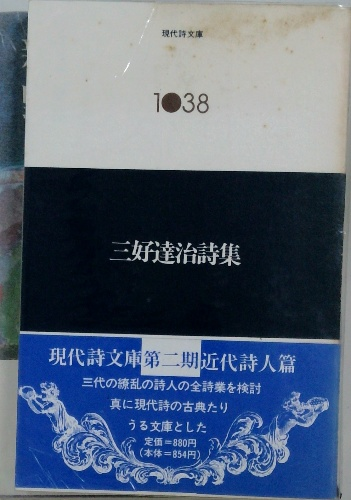 現代詩文庫
1●38
三好達治詩集
現代詩文庫第二期近代詩人篇
三代の繚乱の詩人の全詩業を検討
真に現代詩の古典たり
うる文庫とした
定価=880円
(本体=854円)